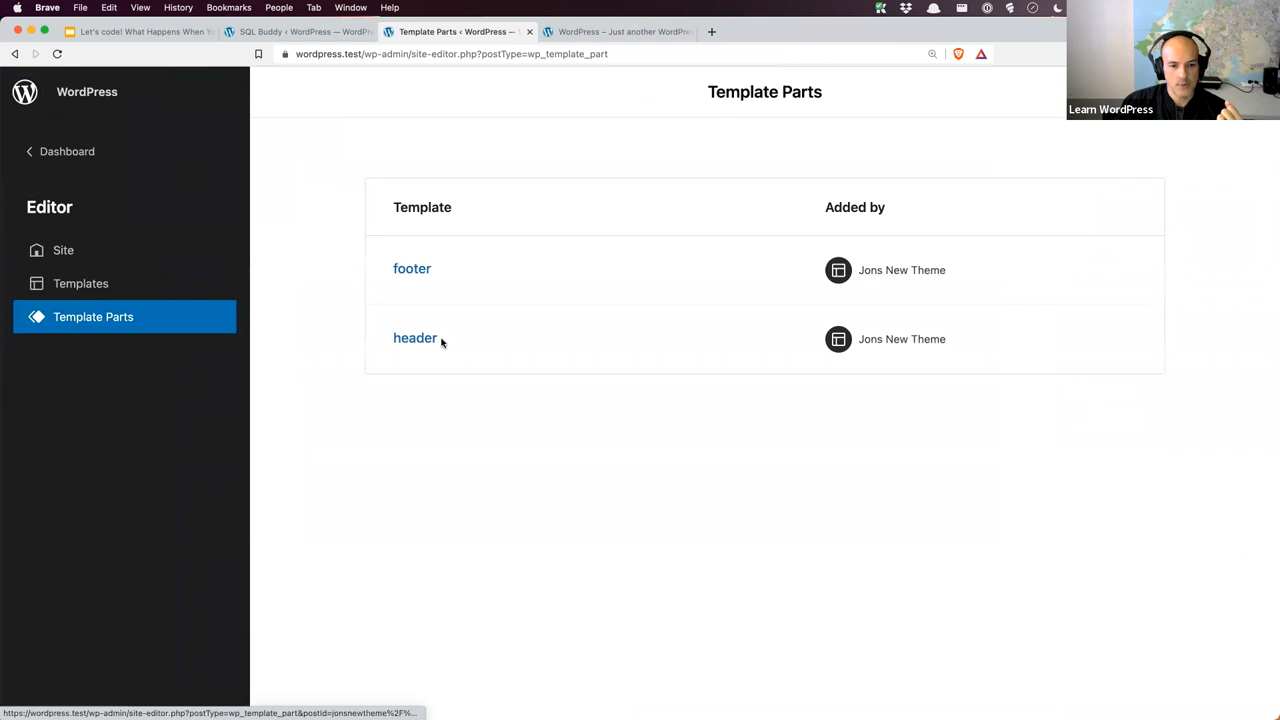 Brave File Edit View History Bookmarks People Tab Window Help
Let's code! What Happens When Y
SQL Buddy ‹ WordPress — WordPre
Template Parts ‹ WordPress —
WordPress – Just another WordPres
wordpress.test/wp-admin/site-editor.php?postType=wp_template_part
WordPress
Template Parts
Learn WordPress
Dashboard
Editor
Site
Templates
Template Parts
Template
Added by
footer
Jons New Theme
header
Jons New Theme
https://wordpress.test/wp-admin/site-editor.php?postType=wp_template_part&postId=jonsnewtheme%2F%...